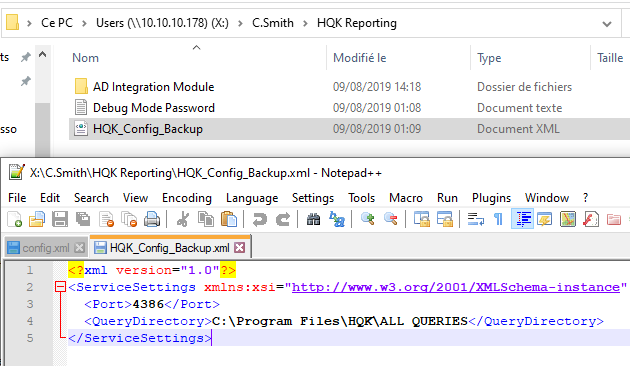 Ce PC > Users (\\10.10.10.178) (X:) > C.Smith > HQK Reporting
Nom Modifié le Type Taille
ts
AD Integration Module 09/08/2019 14:18 Dossier de fichiers
Debug Mode Password 09/08/2019 01:08 Document texte
sso HQK_Config_Backup 09/08/2019 01:09 Document XML
X:\C.Smith\HQK Reporting\HQK_Config_Backup.xml - Notepad++
File Edit Search View Encoding Language Settings Tools Macro Run Plugins Window ?
config.xml HQK_Config_Backup.xml
1 <?xml version="1.0"?>
2 <ServiceSettings xmlns:xsi="http://www.w3.org/2001/XMLSchema-instance"
3 <Port>4386</Port>
4 <QueryDirectory>C:\Program Files\HQK\ALL QUERIES</QueryDirectory>
5 </ServiceSettings>